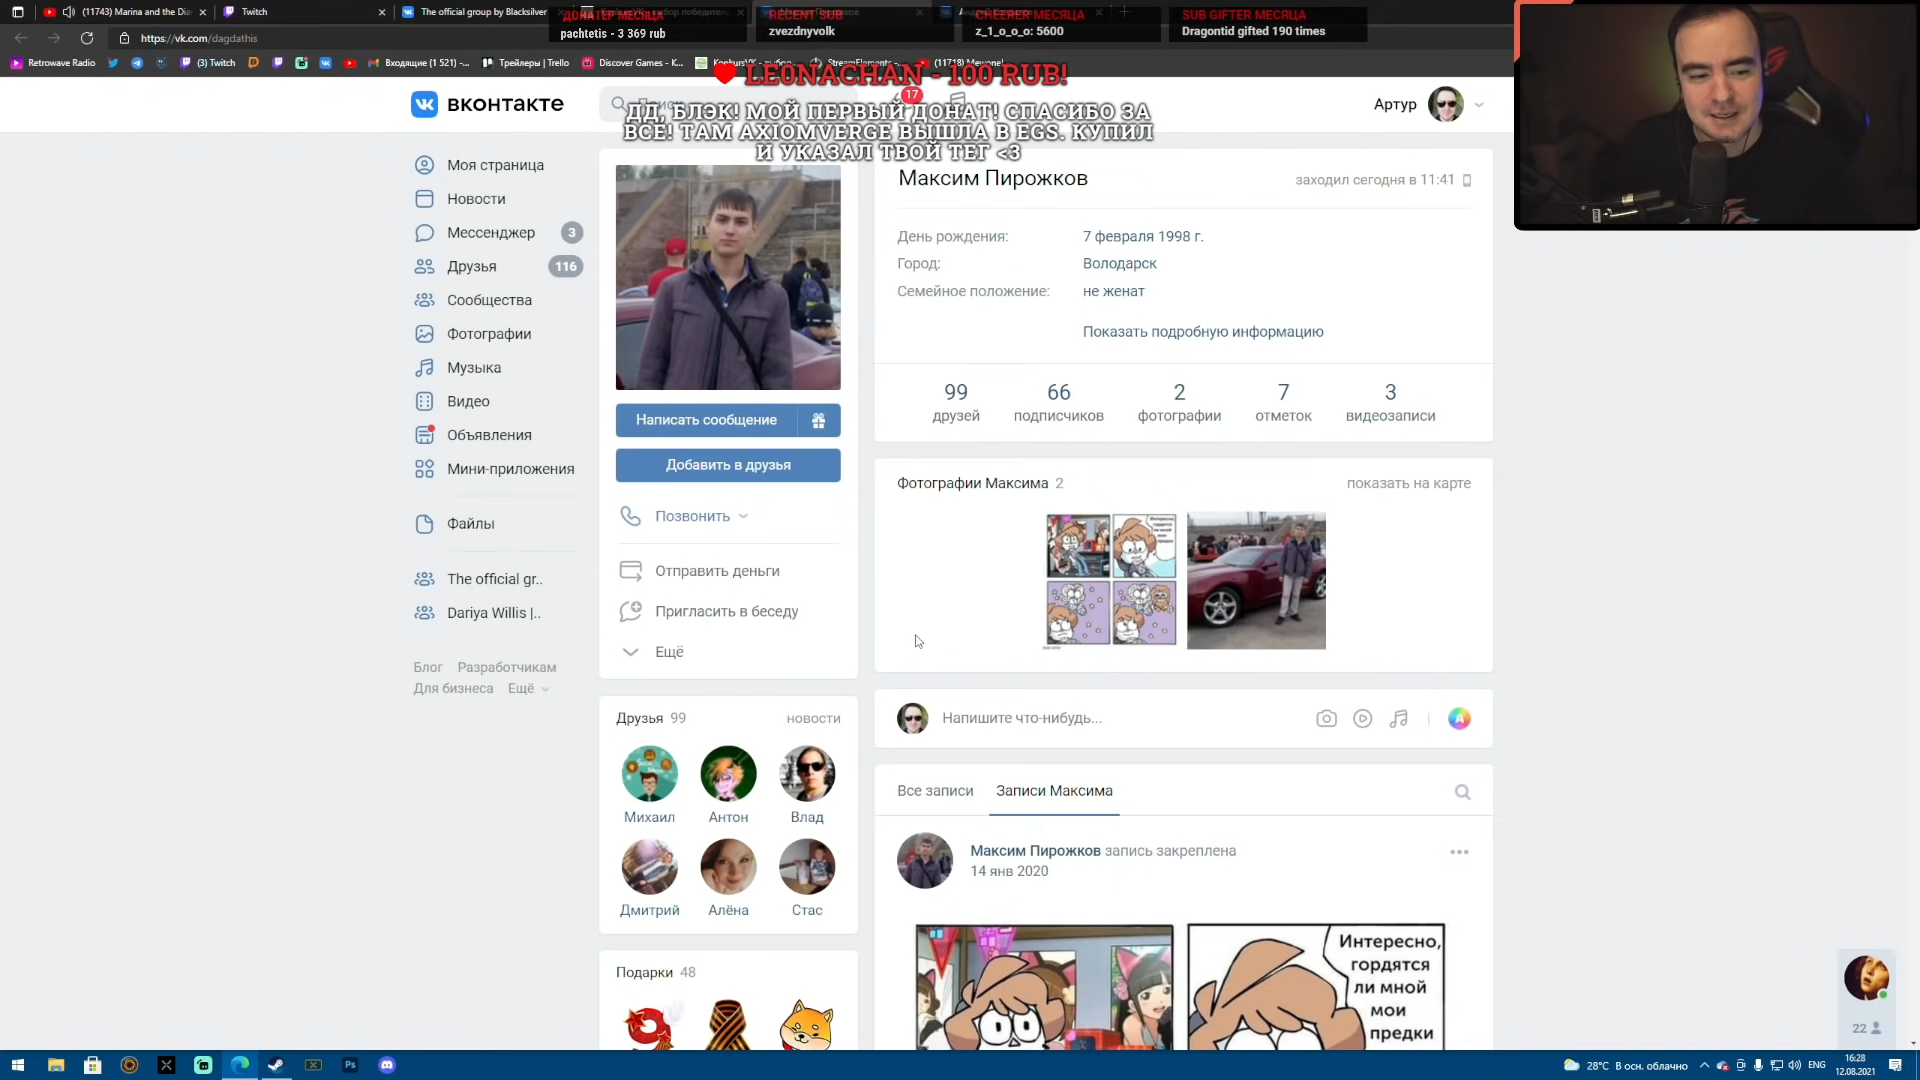 (11743) Marina and the Dia
Twitch
The official group by Blacksilver
https://vk.com/dagdathis
ДОНАТЕР МЕСЯЦА
pachtetis - 3 369 rub
RECENT SUB
zvezdnyvolk
CHEERER МЕСЯЦА
z_1_o_o_o: 5600
SUB GIFTER МЕСЯЦА
Dragontid gifted 190 times
Retrowave Radio
(3) Twitch
Входящие (1 521) -...
Трейлеры | Trello
Discover Games - K...
LE0NACHAN - 100 RUB!
ДД, БЛЭК! МОЙ ПЕРВЫЙ ДОНАТ! СПАСИБО ЗА
ВСЕ! ТАМ AXIOMVERGE ВЫШЛА В EGS. КУПИЛ
И УКАЗАЛ ТВОЙ ТЕГ <3
вконтакте
17
Артур
Моя страница
Новости
Мессенджер 3
Друзья 116
Сообщества
Фотографии
Музыка
Видео
Объявления
Мини-приложения
Файлы
The official gr..
Dariya Willis |..
Блог Разработчикам
Для бизнеса Ещё
Написать сообщение
Добавить в друзья
Позвонить
Отправить деньги
Пригласить в беседу
Ещё
Друзья 99 новости
Михаил Антон Влад
Дмитрий Алёна Стас
Подарки 48
Максим Пирожков
заходил сегодня в 11:41
День рождения: 7 февраля 1998 г.
Город: Володарск
Семейное положение: не женат
Показать подробную информацию
99 66 2 7 3
друзей подписчиков фотографии отметок видеозаписи
Фотографии Максима 2 показать на карте
Напишите что-нибудь...
Все записи Записи Максима
Максим Пирожков запись закреплена
14 янв 2020
Интересно,
гордятся
ли мной
мои
предки
22
28°C В осн. облачно
ENG
16:28
12.08.2021